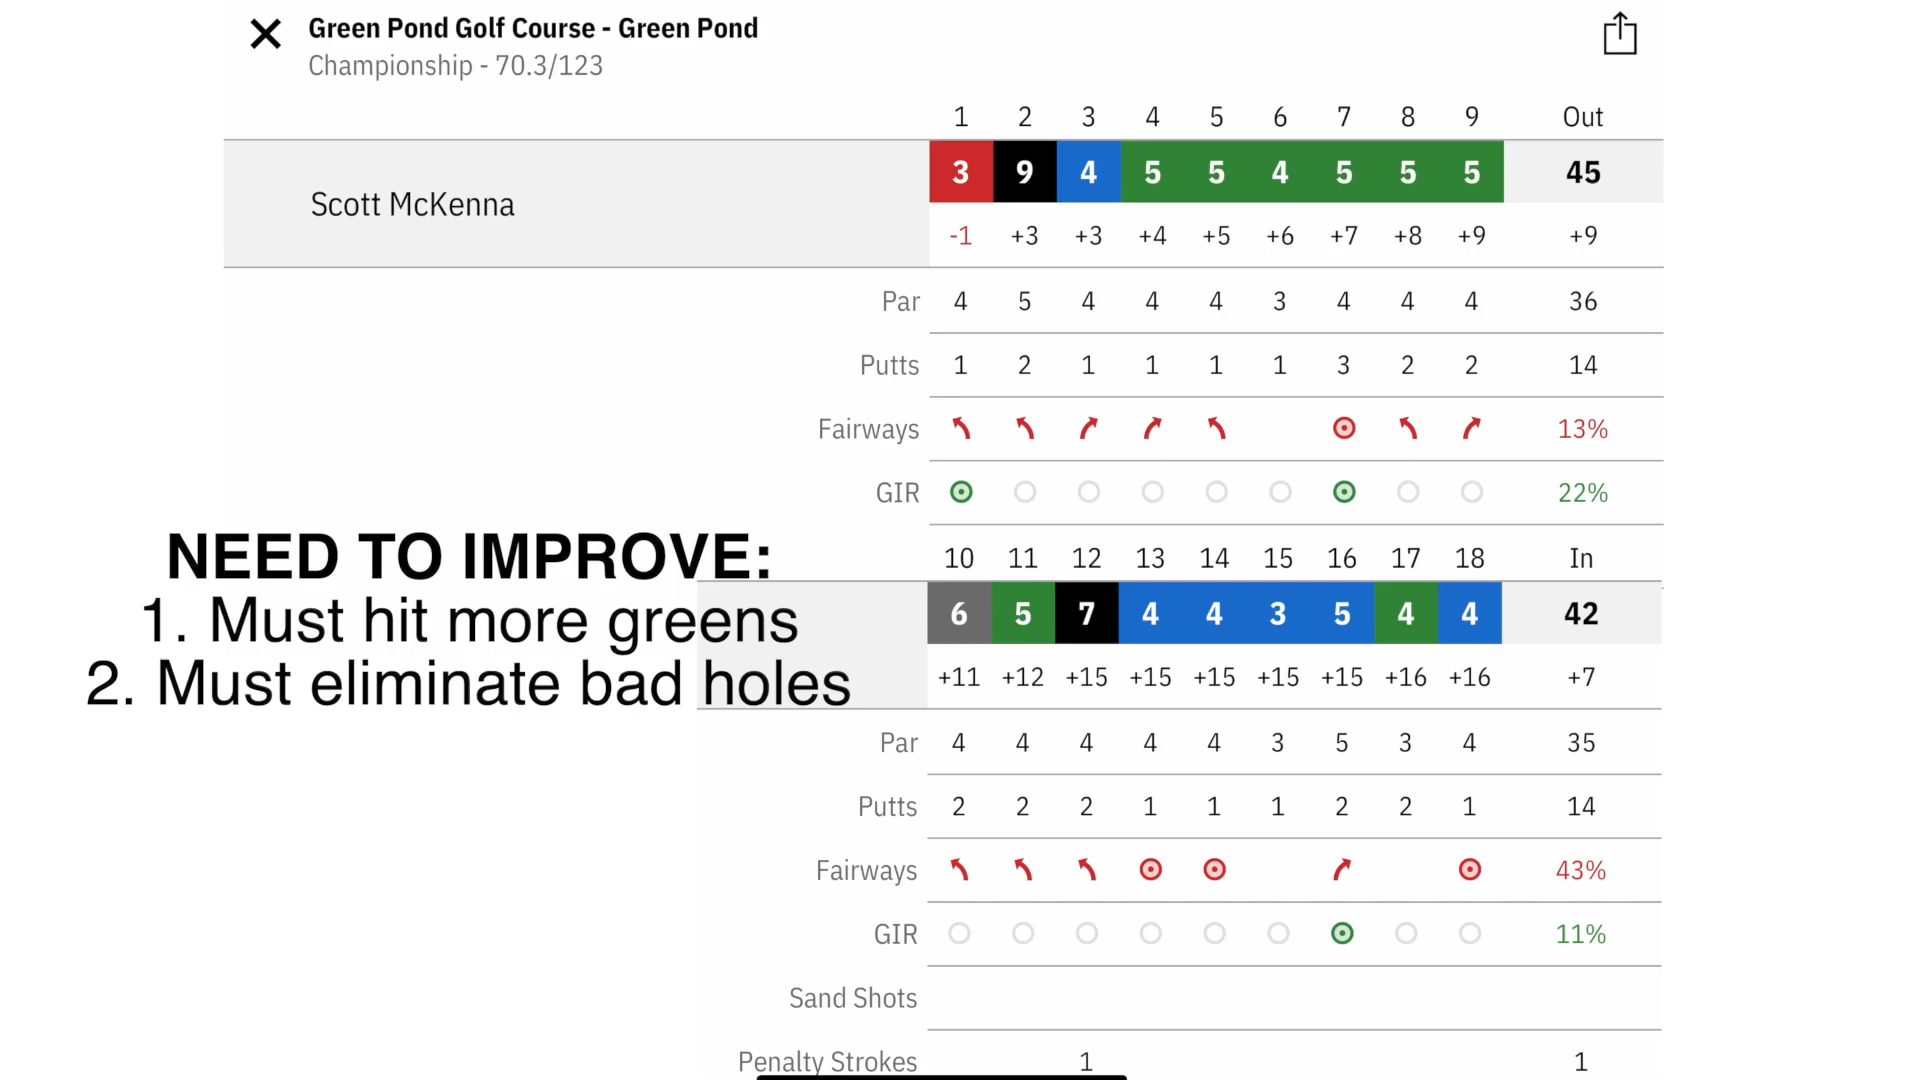 Green Pond Golf Course - Green Pond
Championship - 70.3/123
1 2 3 4 5 6 7 8 9 Out
3 9 4 5 5 4 5 5 5 45
Scott McKenna
-1 +3 +3 +4 +5 +6 +7 +8 +9 +9
Par 4 5 4 4 4 3 4 4 4 36
Putts 1 2 1 1 1 1 3 2 2 14
Fairways 13%
GIR 22%
NEED TO IMPROVE:
1. Must hit more greens
2. Must eliminate bad holes
10 11 12 13 14 15 16 17 18 In
6 5 7 4 4 3 5 4 4 42
+11 +12 +15 +15 +15 +15 +15 +16 +16 +7
Par 4 4 4 4 4 3 5 3 4 35
Putts 2 2 2 1 1 1 2 2 1 14
Fairways 43%
GIR 11%
Sand Shots
Penalty Strokes 1 1